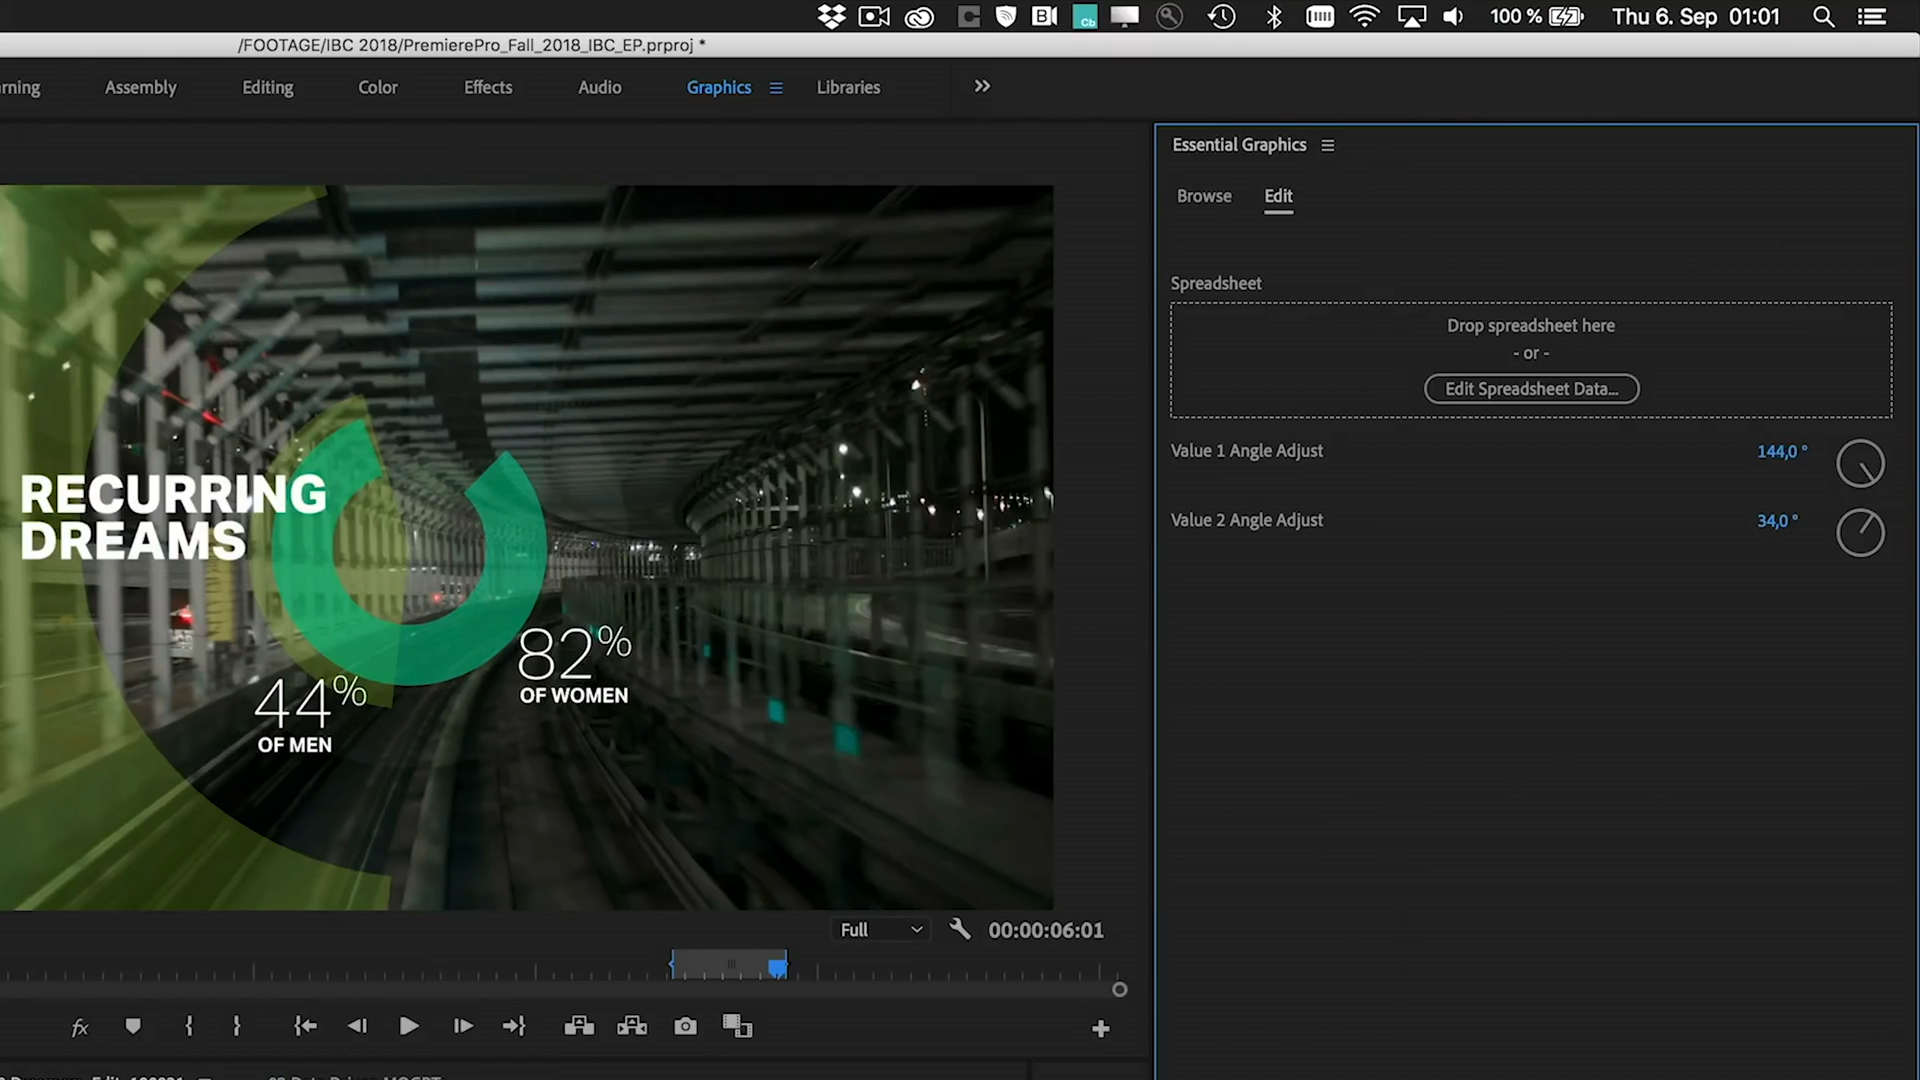 100 %
Thu 6. Sep 01:01
/FOOTAGE/IBC 2018/PremierePro_Fall_2018_IBC_EP.prproj *
rning
Assembly
Editing
Color
Effects
Audio
Graphics
Libraries
Essential Graphics
Browse
Edit
Spreadsheet
Drop spreadsheet here
- or -
Edit Spreadsheet Data...
Value 1 Angle Adjust
144,0 °
Value 2 Angle Adjust
34,0 °
RECURRING
DREAMS
82%
OF WOMEN
44%
OF MEN
Full
00:00:06:01
fx